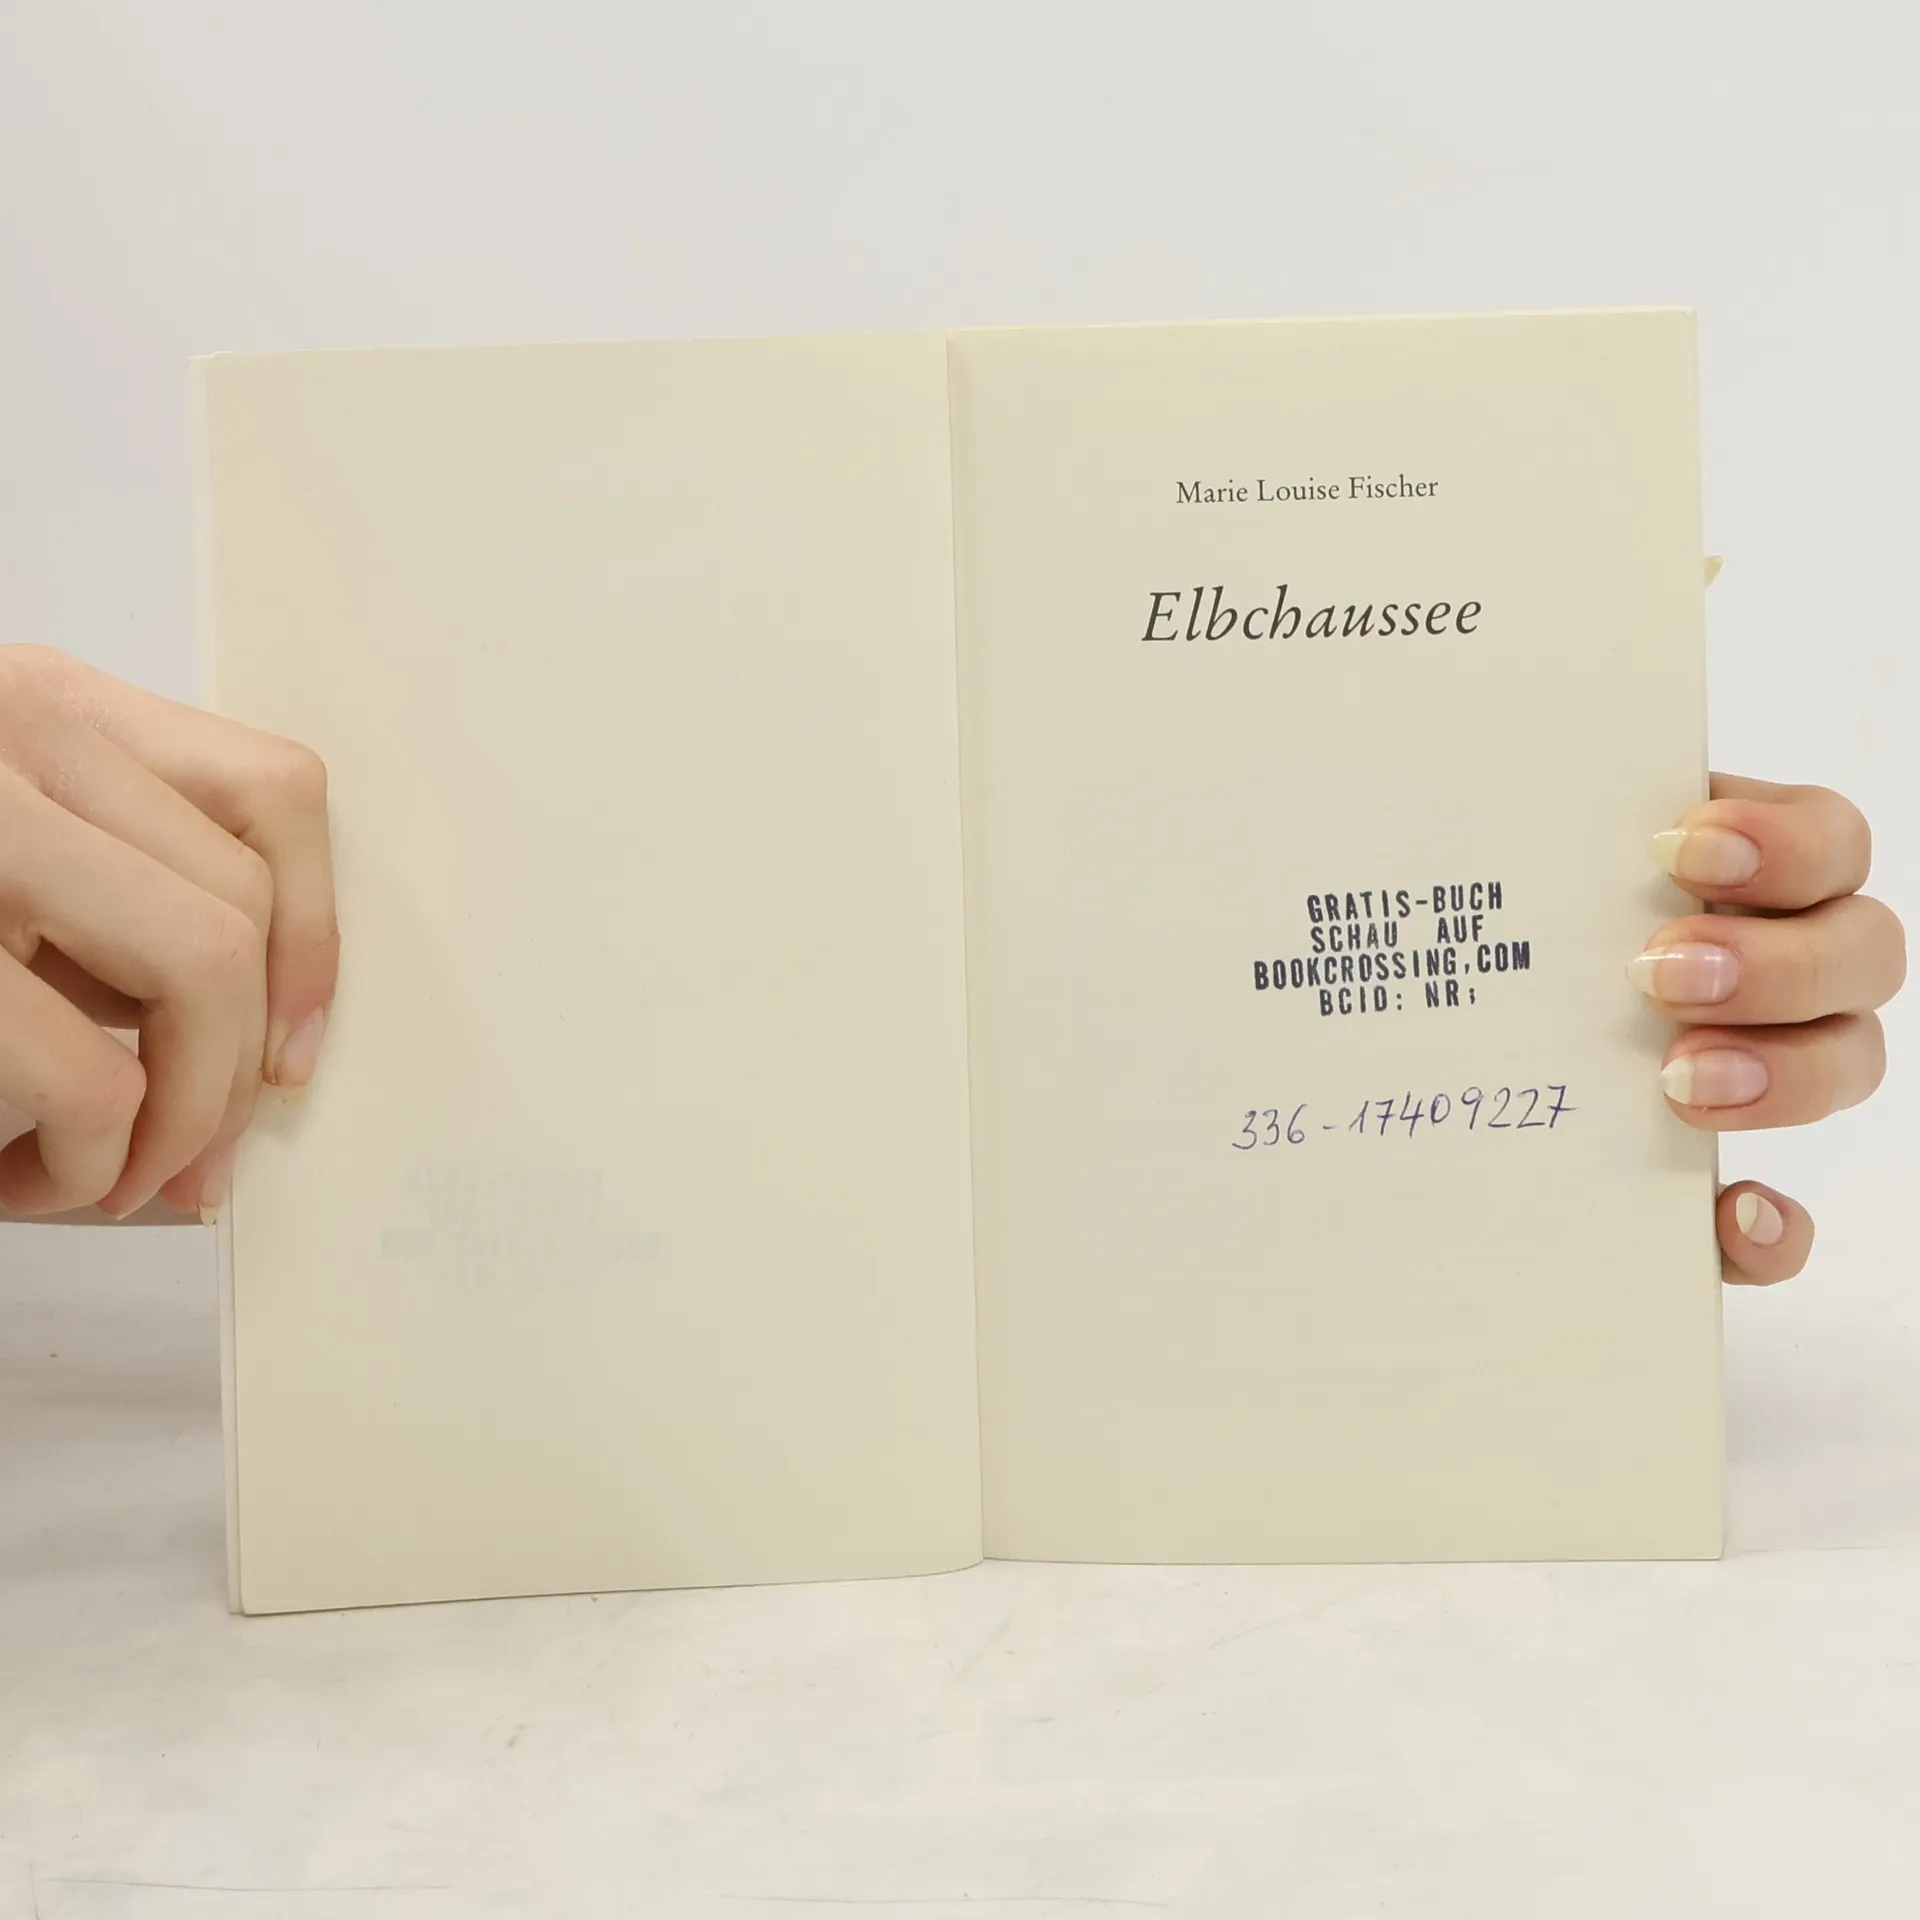 Marie Louise Fischer
Elbchaussee
GRATIS-BUCH
SCHAU AUF
BOOKCROSSING.COM
BCID: NR;
336-17409227